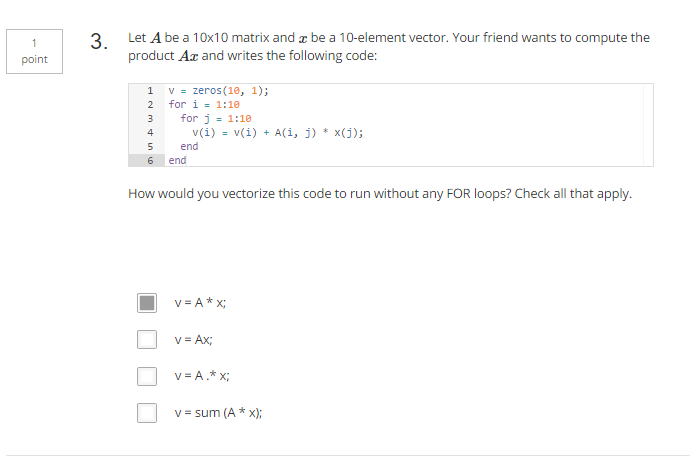 1
point
3.
Let A be a 10x10 matrix and x be a 10-element vector. Your friend wants to compute the
product Ax and writes the following code:
1 v = zeros(10, 1);
2 for i = 1:10
3 for j = 1:10
4 v(i) = v(i) + A(i, j) * x(j);
5 end
6 end
How would you vectorize this code to run without any FOR loops? Check all that apply.
v = A * x;
v = Ax;
v = A .* x;
v = sum (A * x);